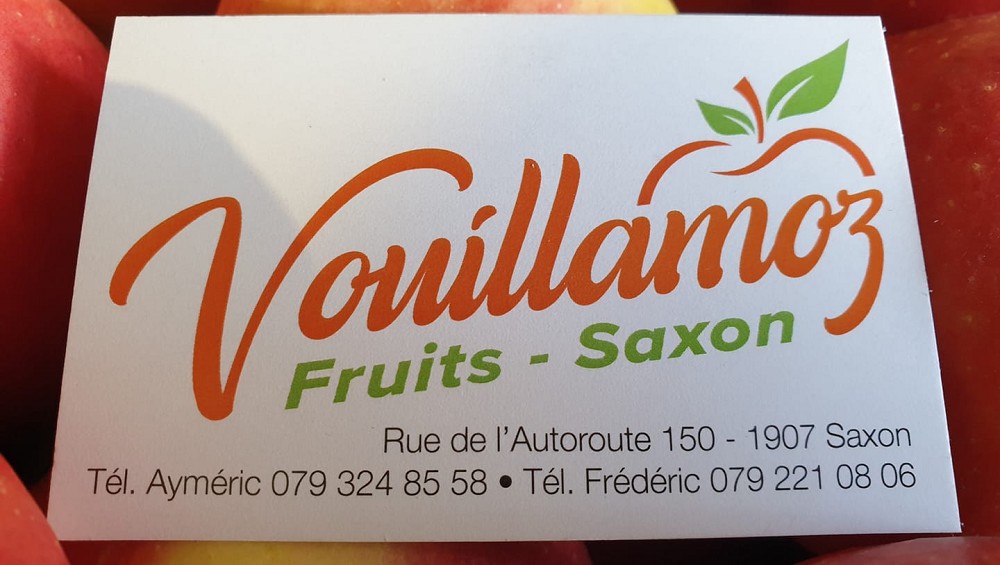 Vouillamoz
Fruits - Saxon
Rue de l'Autoroute 150 - 1907 Saxon
Tél. Ayméric 079 324 85 58 • Tél. Frédéric 079 221 08 06